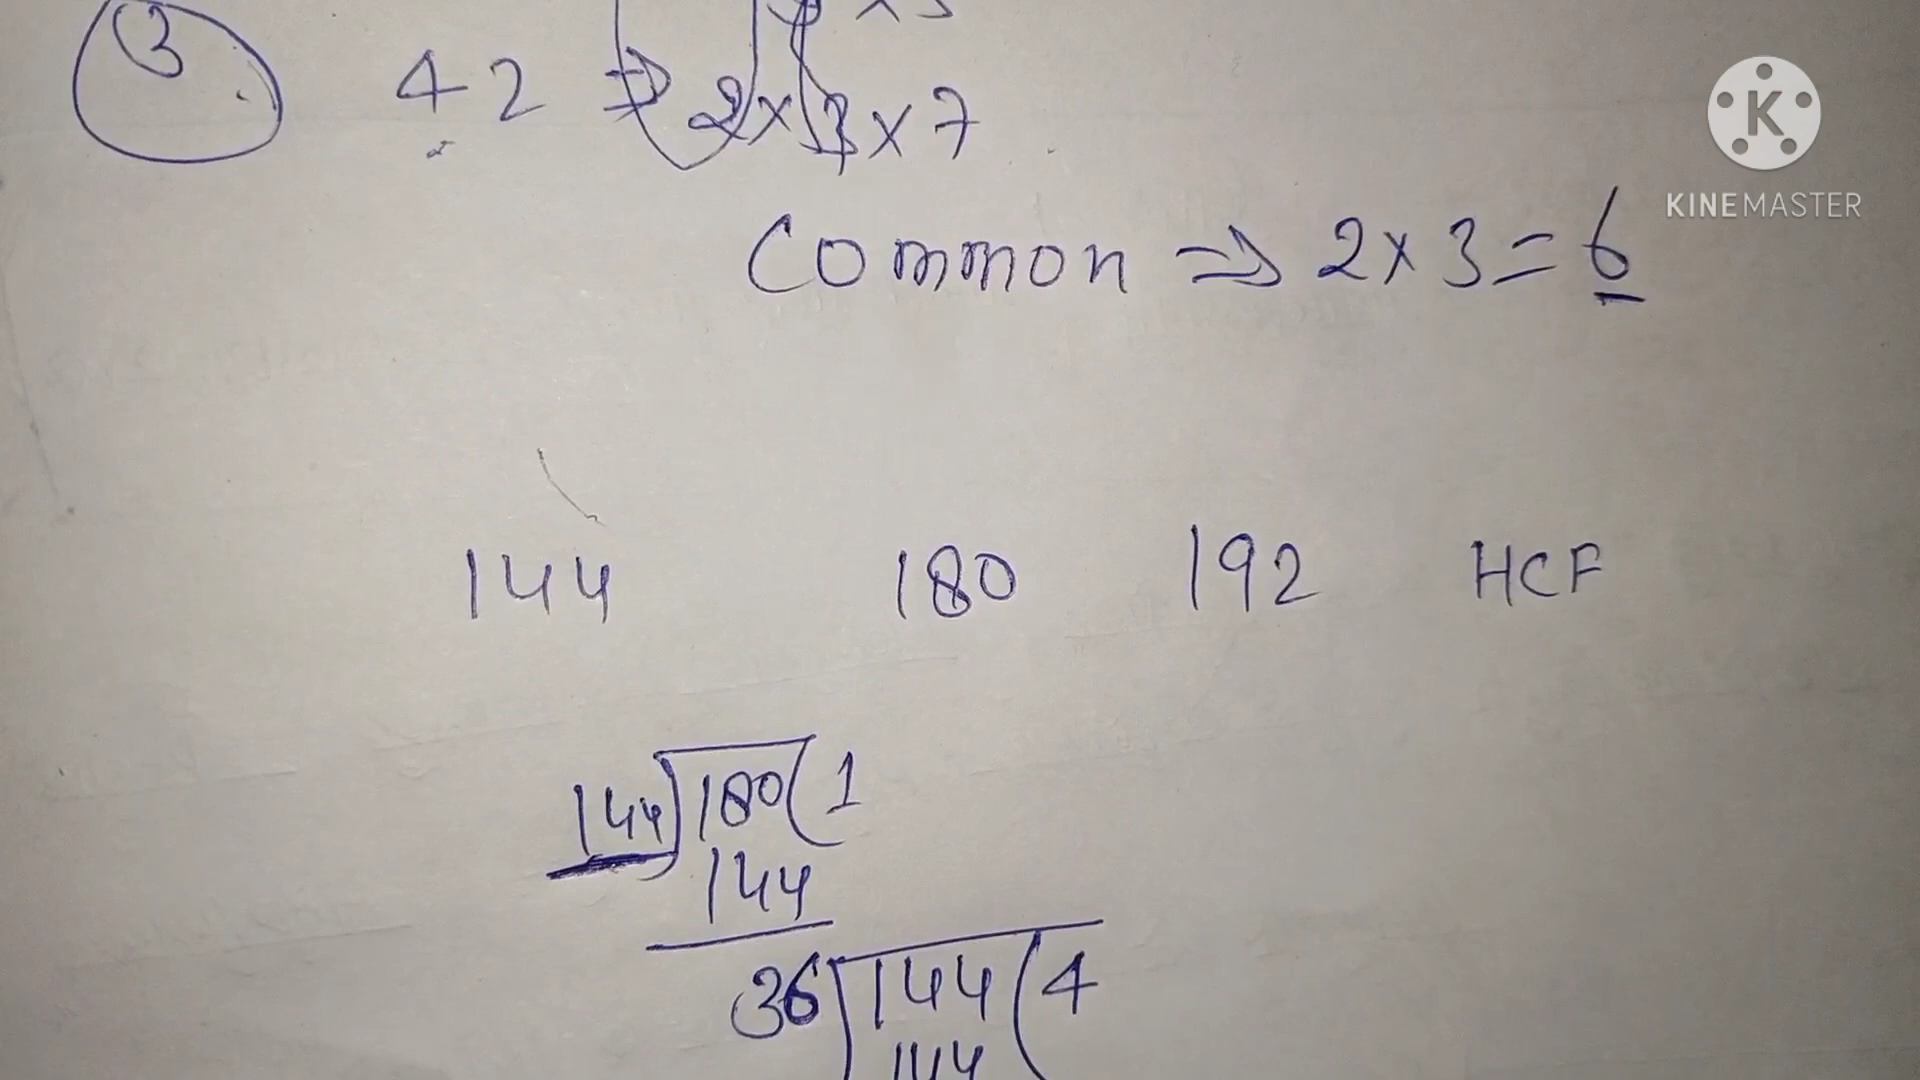 3
42 ⇒ 2×3×7
Common ⇒ 2×3=6
K
KINEMASTER
144 180 192 HCF
144)180(1
144
36)144(4
144